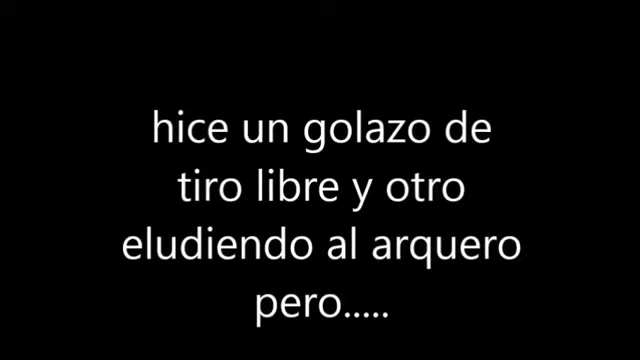 hice un golazo de
tiro libre y otro
eludiendo al arquero
pero.....